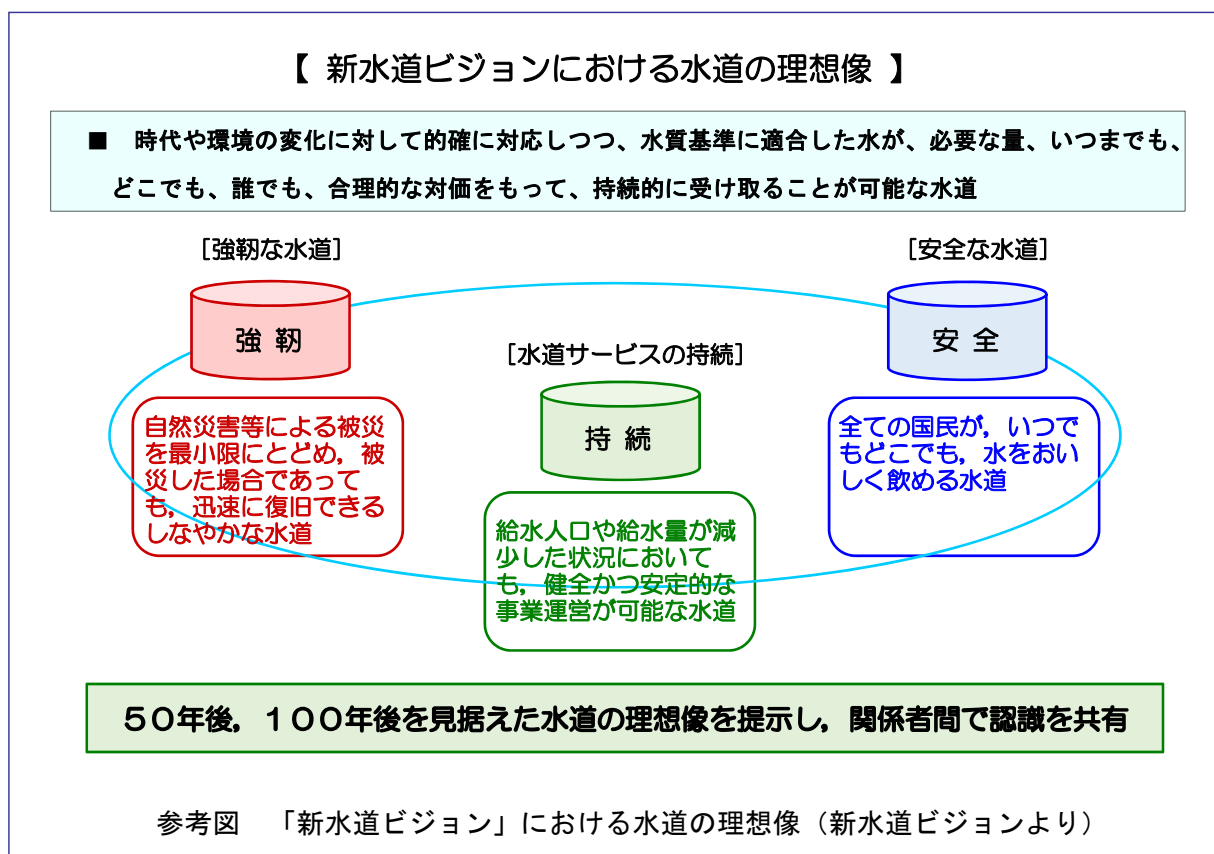 【 新水道ビジョンにおける水道の理想像 】
■ 時代や環境の変化に対して的確に対応しつつ、水質基準に適合した水が、必要な量、いつまでも、
どこでも、誰でも、合理的な対価をもって、持続的に受け取ることが可能な水道
[強靭な水道]
強 靭
自然災害等による被災
を最小限にとどめ，被
災した場合であって
も，迅速に復旧できる
しなやかな水道
[水道サービスの持続]
持 続
給水人口や給水量が減
少した状況において
も，健全かつ安定的な
事業運営が可能な水道
[安全な水道]
安 全
全ての国民が，いつで
もどこでも，水をおい
しく飲める水道
５０年後，１００年後を見据えた水道の理想像を提示し，関係者間で認識を共有
参考図 「新水道ビジョン」における水道の理想像（新水道ビジョンより）